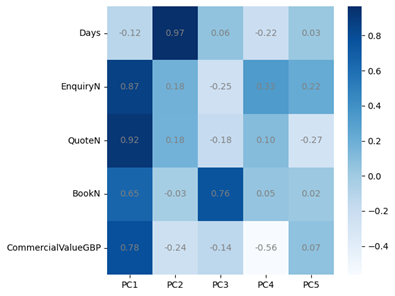 Days -0.12 0.97 0.06 -0.22 0.03
EnquiryN 0.87 0.18 -0.25 0.22
QuoteN 0.92 0.18 -0.18 0.10 -0.27
BookN 0.65 -0.03 0.76 0.05 0.02
CommercialValueGBP 0.78 -0.24 -0.14 -0.56 0.07
PC1 PC2 PC3 PC4 PC5
0.8
0.6
0.4
0.2
0.0
−0.2
−0.4